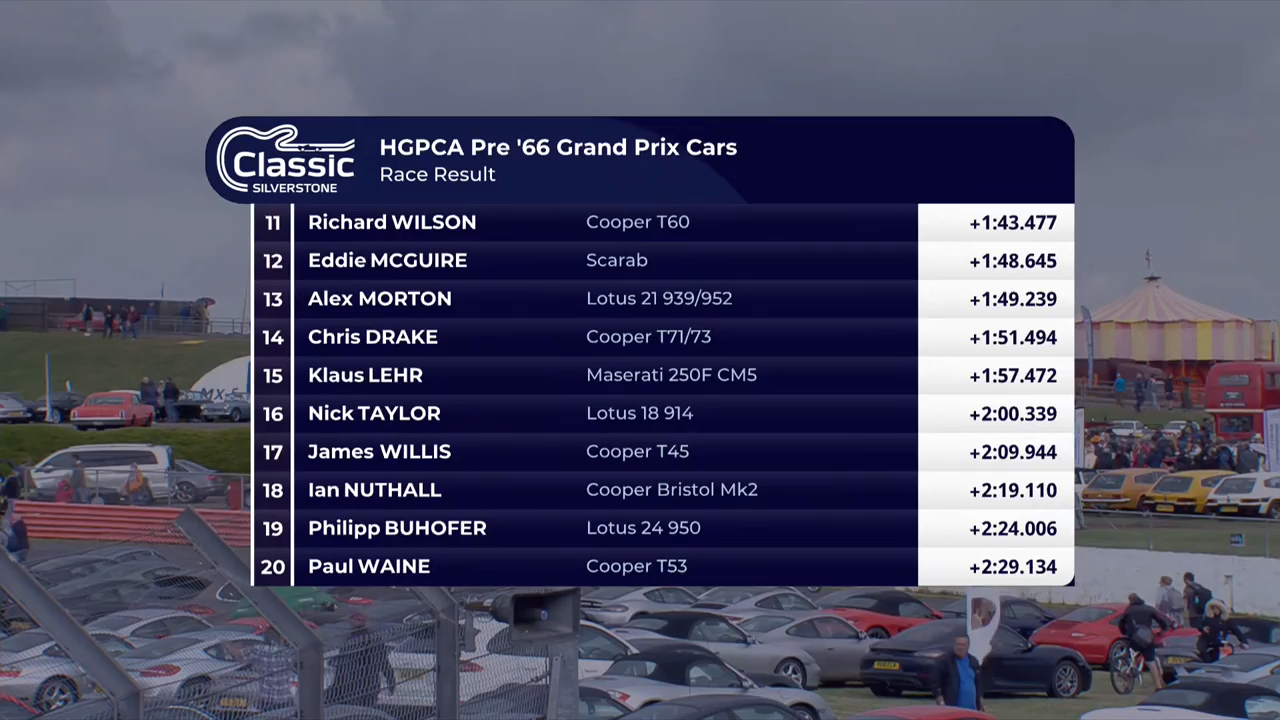 Classic
SILVERSTONE
HGPCA Pre '66 Grand Prix Cars
Race Result
11 Richard WILSON Cooper T60 +1:43.477
12 Eddie MCGUIRE Scarab +1:48.645
13 Alex MORTON Lotus 21 939/952 +1:49.239
14 Chris DRAKE Cooper T71/73 +1:51.494
15 Klaus LEHR Maserati 250F CM5 +1:57.472
16 Nick TAYLOR Lotus 18 914 +2:00.339
17 James WILLIS Cooper T45 +2:09.944
18 Ian NUTHALL Cooper Bristol Mk2 +2:19.110
19 Philipp BUHOFER Lotus 24 950 +2:24.006
20 Paul WAINE Cooper T53 +2:29.134
MX-5